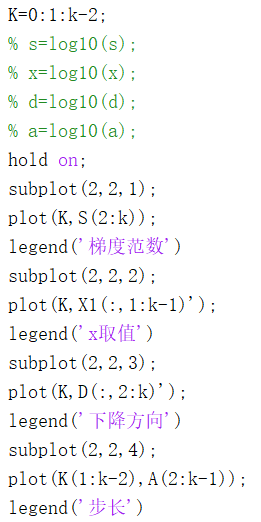 K=0:1:k-2;
% s=log10(s);
% x=log10(x);
% d=log10(d);
% a=log10(a);
hold on;
subplot(2,2,1);
plot(K,S(2:k));
legend('梯度范数')
subplot(2,2,2);
plot(K,X1(:,1:k-1)');
legend('x取值')
subplot(2,2,3);
plot(K,D(:,2:k)');
legend('下降方向')
subplot(2,2,4);
plot(K(1:k-2),A(2:k-1));
legend('步长')